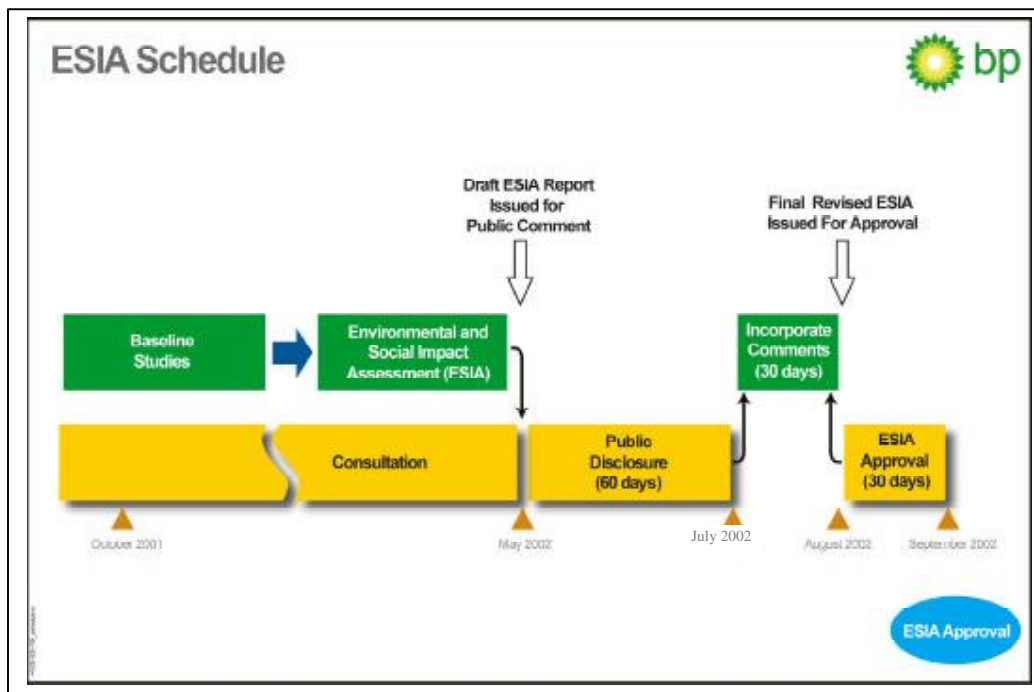 ESIA Schedule
bp
Draft ESIA Report
Issued for
Public Comment
Final Revised ESIA
Issued For Approval
Baseline
Studies
Environmental and
Social Impact
Assessment (ESIA)
Incorporate
Comments
(30 days)
Consultation
Public
Disclosure
(60 days)
ESIA
Approval
(30 days)
October 2001
May 2002
July 2002
August 2002
September 2002
ESIA Approval